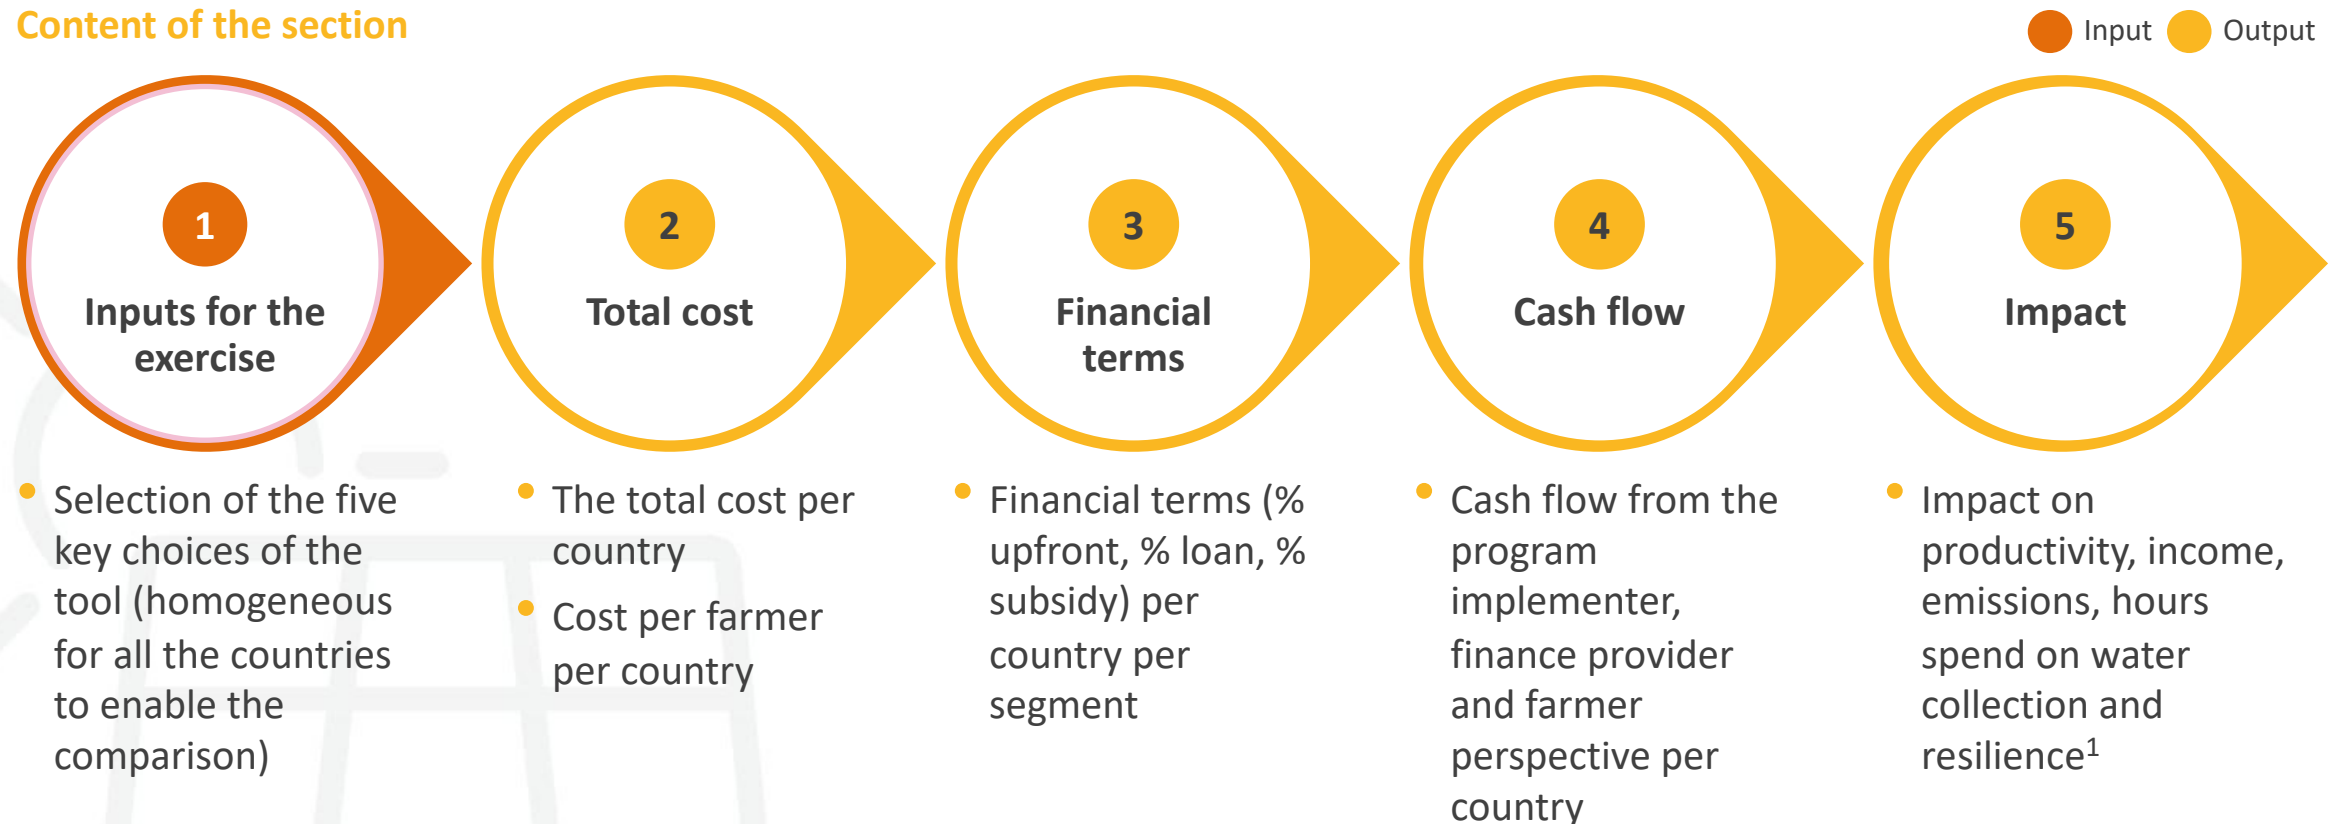 Content of the section
Input
Output
1
Inputs for the
exercise
2
Total cost
3
Financial
terms
4
Cash flow
5
Impact
• Selection of the five
key choices of the
tool (homogeneous
for all the countries
to enable the
comparison)
• The total cost per
country
• Cost per farmer
per country
• Financial terms (%
upfront, % loan, %
subsidy) per
country per
segment
• Cash flow from the
program
implementer,
finance provider
and farmer
perspective per
country
• Impact on
productivity, income,
emissions, hours
spend on water
collection and
resilience¹